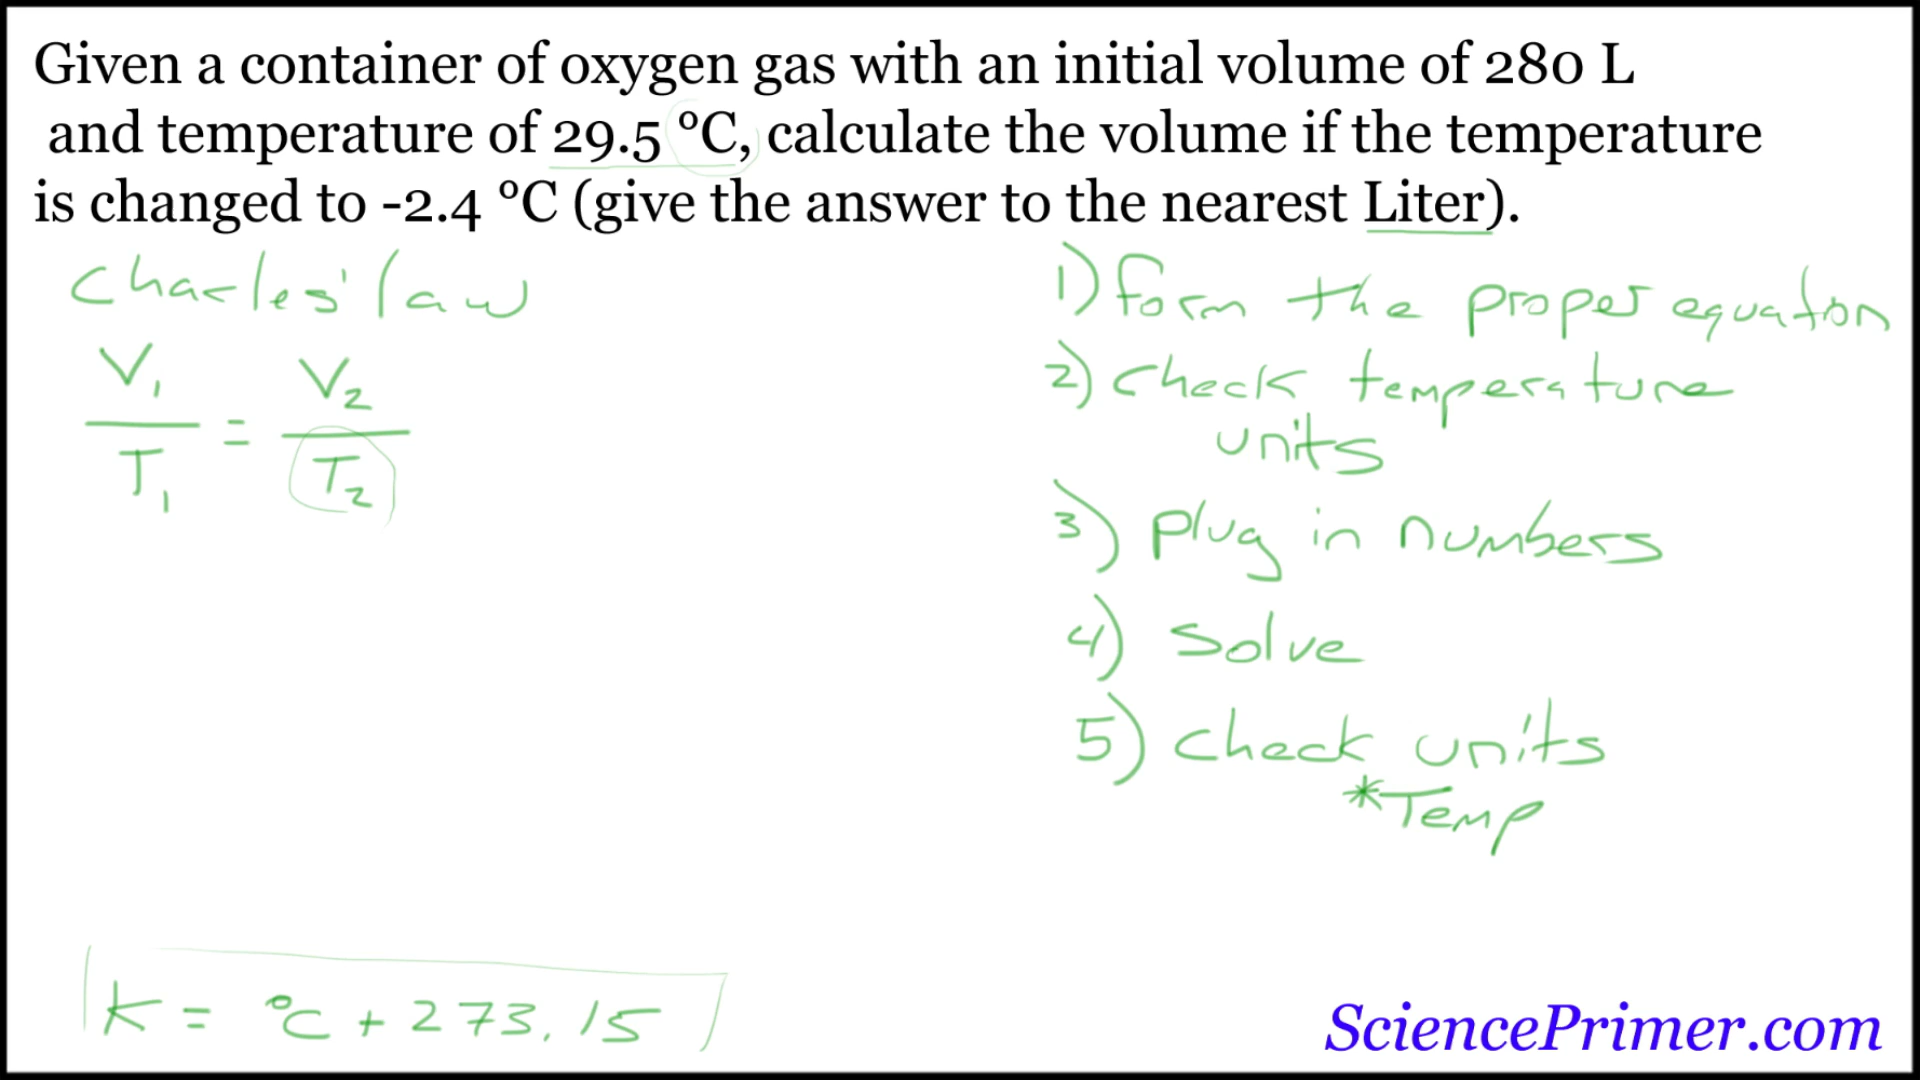 Given a container of oxygen gas with an initial volume of 280 L
and temperature of 29.5 °C, calculate the volume if the temperature
is changed to -2.4 °C (give the answer to the nearest Liter).
Charles' law
V₁ / T₁ = V₂ / T₂
1) form the proper equation
2) check temperature
units
3) plug in numbers
4) solve
5) check units
*Temp
K = °C + 273.15
SciencePrimer.com